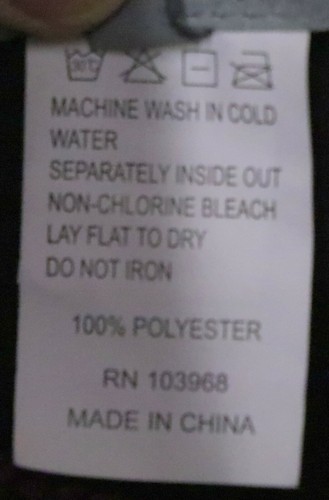 30°C
MACHINE WASH IN COLD
WATER
SEPARATELY INSIDE OUT
NON-CHLORINE BLEACH
LAY FLAT TO DRY
DO NOT IRON
100% POLYESTER
RN 103968
MADE IN CHINA